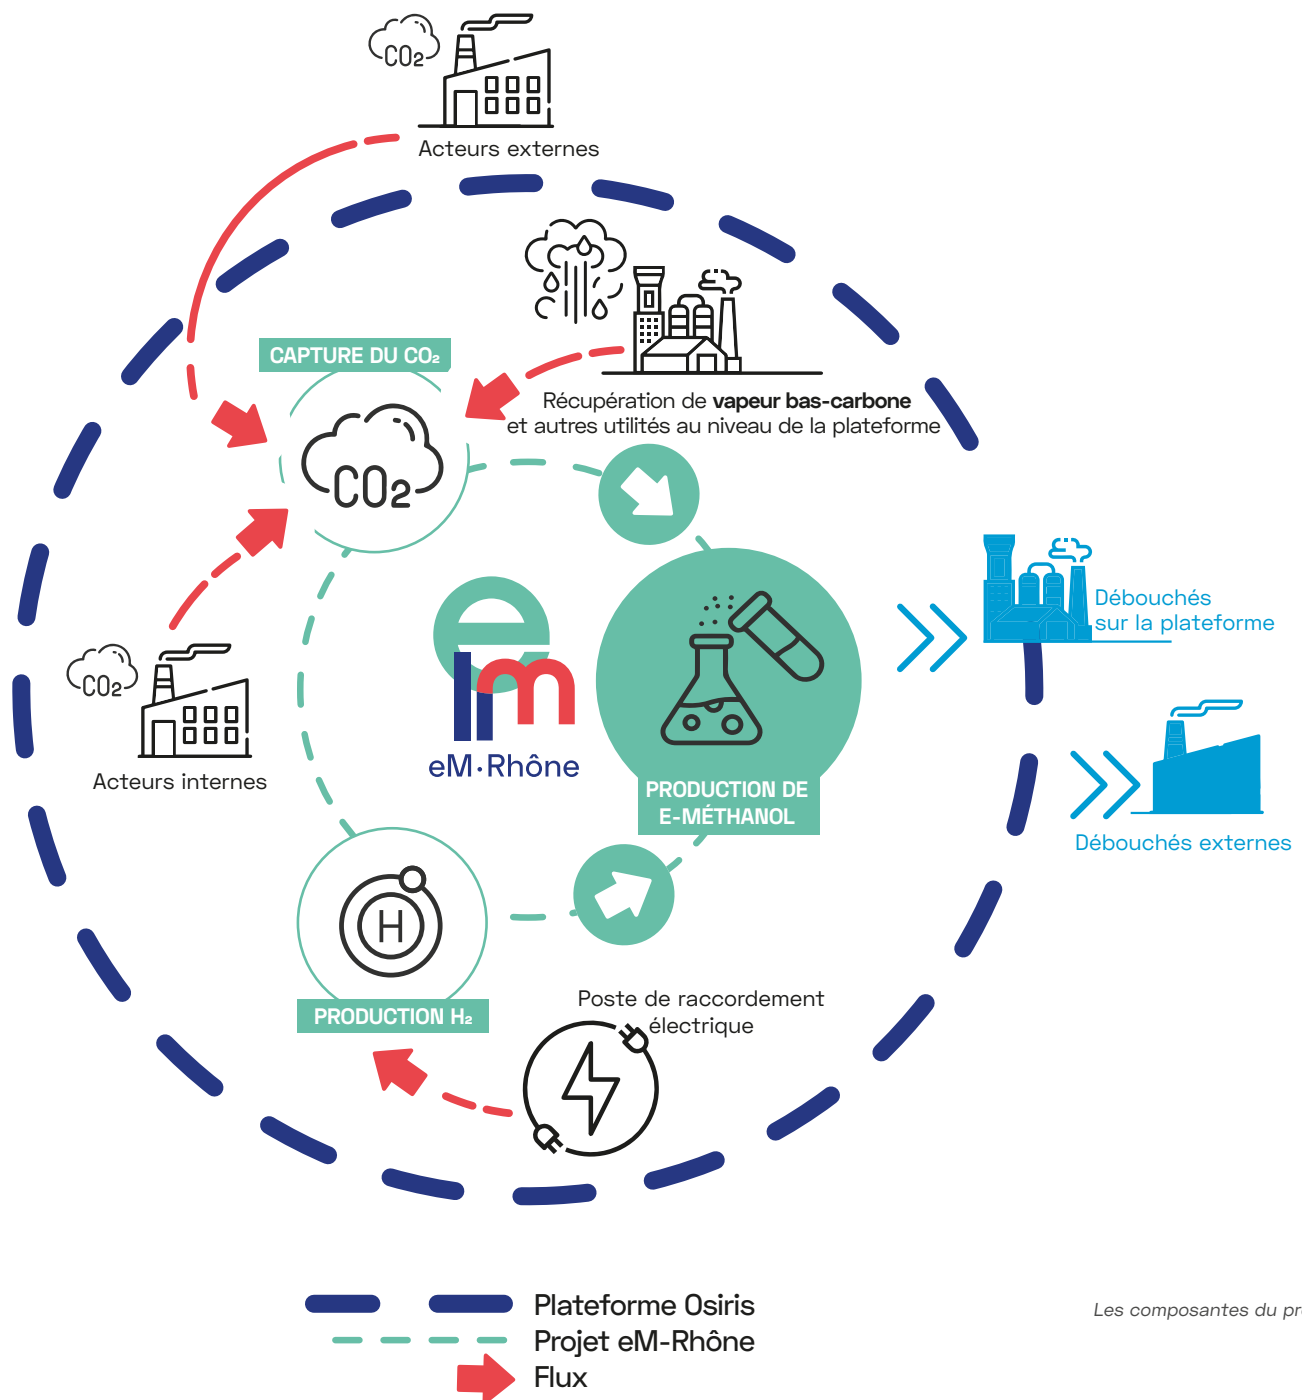 CO2
Acteurs externes
CAPTURE DU CO₂
Récupération de vapeur bas-carbone
et autres utilités au niveau de la plateforme
CO2
Débouchés
sur la plateforme
CO2
Acteurs internes
eM·Rhône
PRODUCTION DE
E-MÉTHANOL
Débouchés externes
H
PRODUCTION H₂
Poste de raccordement
électrique
Plateforme Osiris
Projet eM-Rhône
Flux
Les composantes du pr